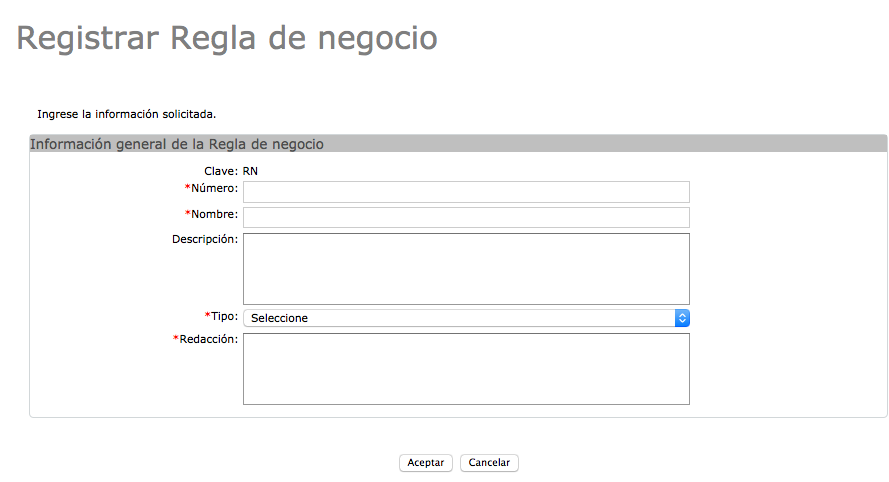 Registrar Regla de negocio
Ingrese la información solicitada.
Información general de la Regla de negocio
Clave: RN
*Número:
*Nombre:
Descripción:
*Tipo: Seleccione
*Redacción:
Aceptar Cancelar